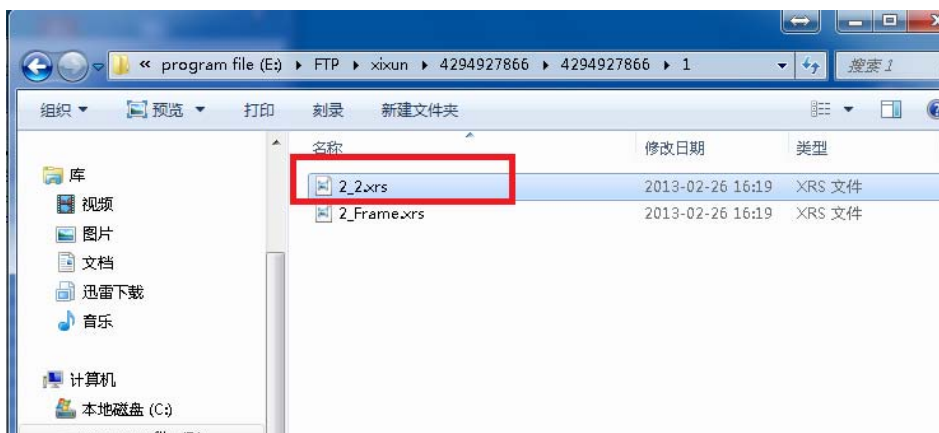 « program file (E:) ▸ FTP ▸ xixun ▸ 4294927866 ▸ 4294927866 ▸ 1 搜索 1
组织 预览 打印 刻录 新建文件夹
名称 修改日期 类型
库
2_2.xrs 2013-02-26 16:19 XRS 文件
视频
2_Frame.xrs 2013-02-26 16:19 XRS 文件
图片
文档
迅雷下载
音乐
计算机
本地磁盘 (C:)